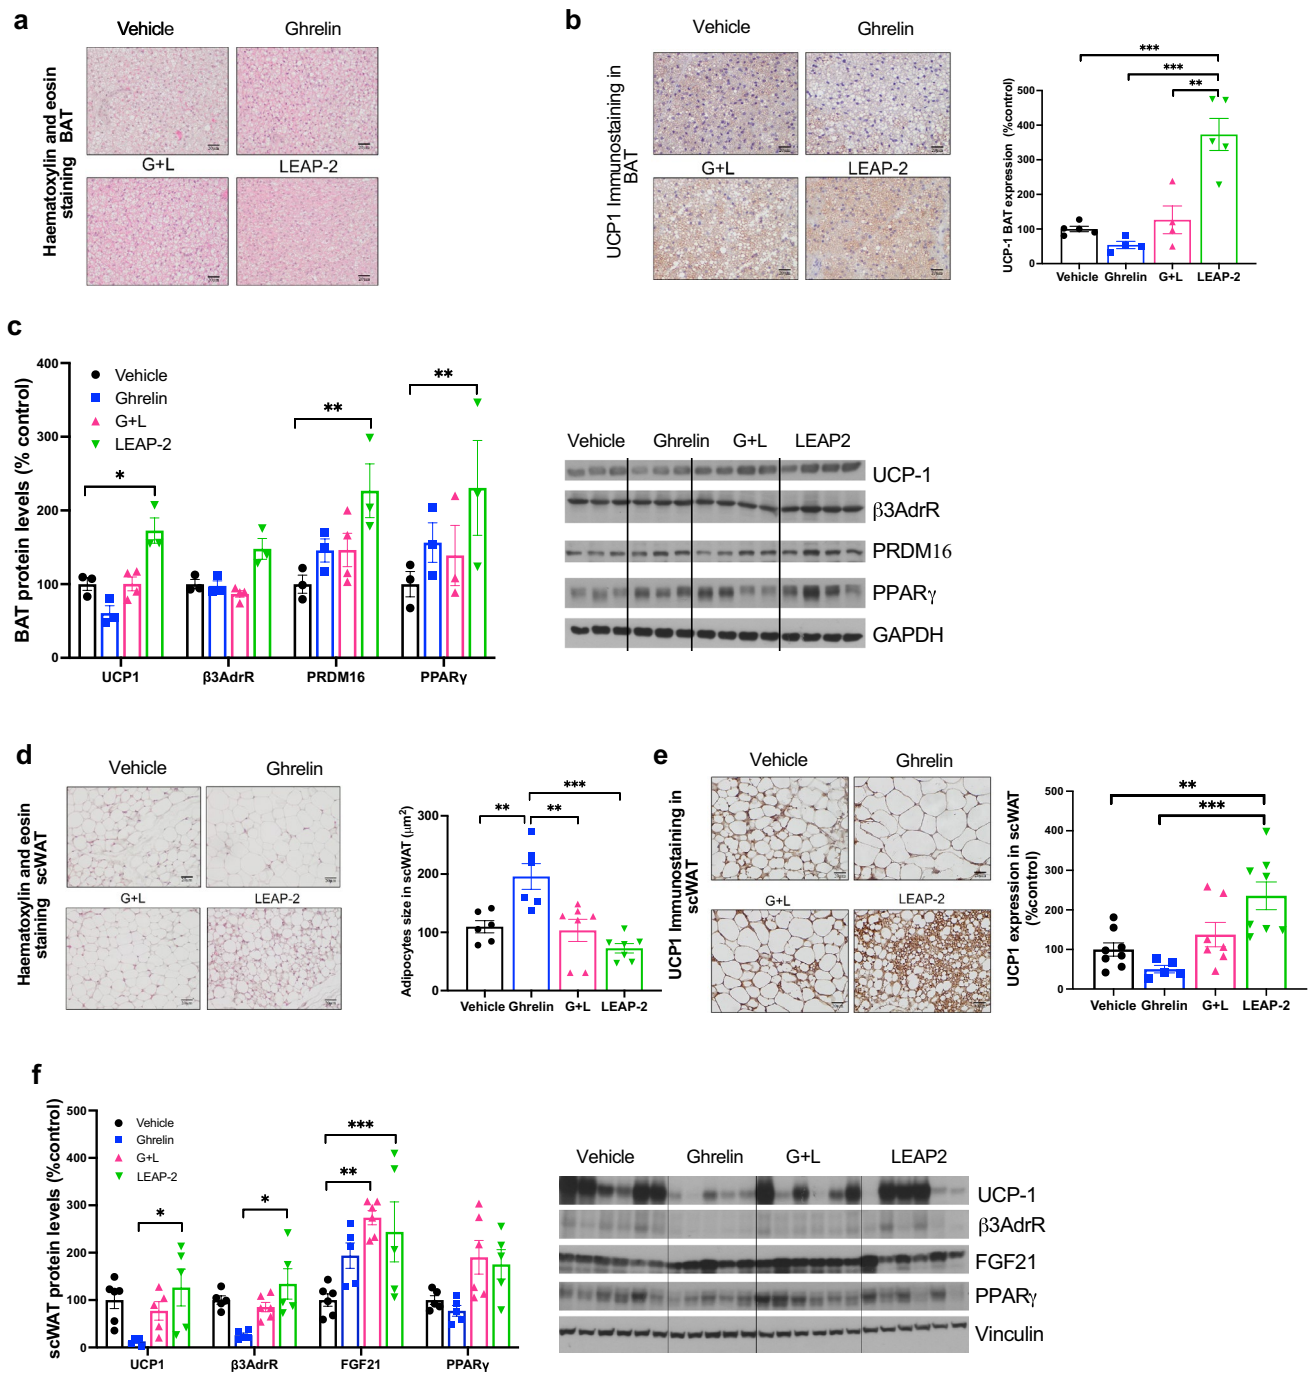 a
Vehicle
Ghrelin
G+L
LEAP-2
Haematoxylin and eosin
staining
BAT
b
Vehicle
Ghrelin
G+L
LEAP-2
UCP1 Immunostaining in
BAT
***
***
**
UCP-1 BAT expression (%control)
500
400
300
200
100
0
Vehicle Ghrelin G+L LEAP-2
c
BAT protein levels (% control)
400
300
200
100
0
Vehicle
Ghrelin
G+L
LEAP-2
*
**
**
UCP1 β3AdrR PRDM16 PPARγ
Vehicle Ghrelin G+L LEAP2
UCP-1
β3AdrR
PRDM16
PPARγ
GAPDH
d
Vehicle
Ghrelin
G+L
LEAP-2
Haematoxylin and eosin
staining
scWAT
Adipocytes size in scWAT (μm2)
300
200
100
0
**
**
***
Vehicle Ghrelin G+L LEAP-2
e
Vehicle
Ghrelin
G+L
LEAP-2
UCP1 Immunostaining in
scWAT
UCP1 expression in scWAT
(%control)
500
400
300
200
100
0
**
***
Vehicle Ghrelin G+L LEAP-2
f
scWAT protein levels (%control)
500
400
300
200
100
0
Vehicle
Ghrelin
G+L
LEAP-2
*
*
**
***
UCP1 β3AdrR FGF21 PPARγ
Vehicle Ghrelin G+L LEAP2
UCP-1
β3AdrR
FGF21
PPARγ
Vinculin